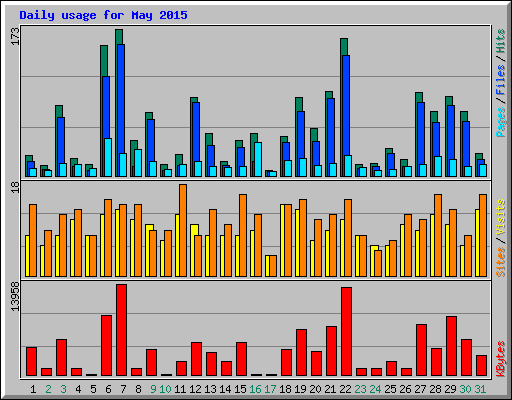 Daily usage for May 2015
173
Pages / Files / Hits
18
Sites / Visits
13958
KBytes
1 2 3 4 5 6 7 8 9 10 11 12 13 14 15 16 17 18 19 20 21 22 23 24 25 26 27 28 29 30 31